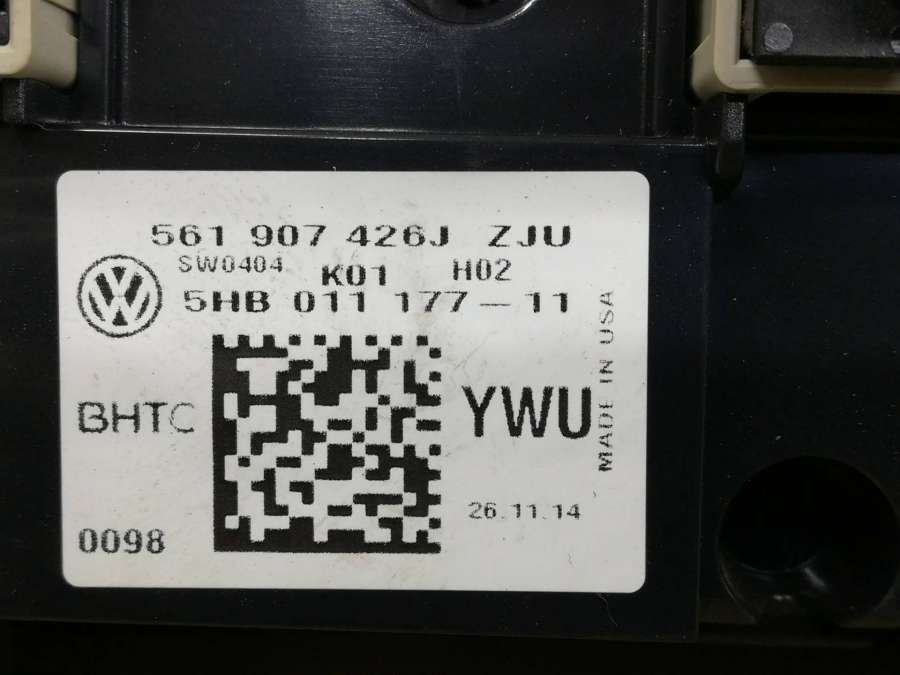 561 907 426J ZJU
SW0404 K01 H02
5HB 011 177-11
BHTC
YWU
MADE IN USA
26.11.14
0098